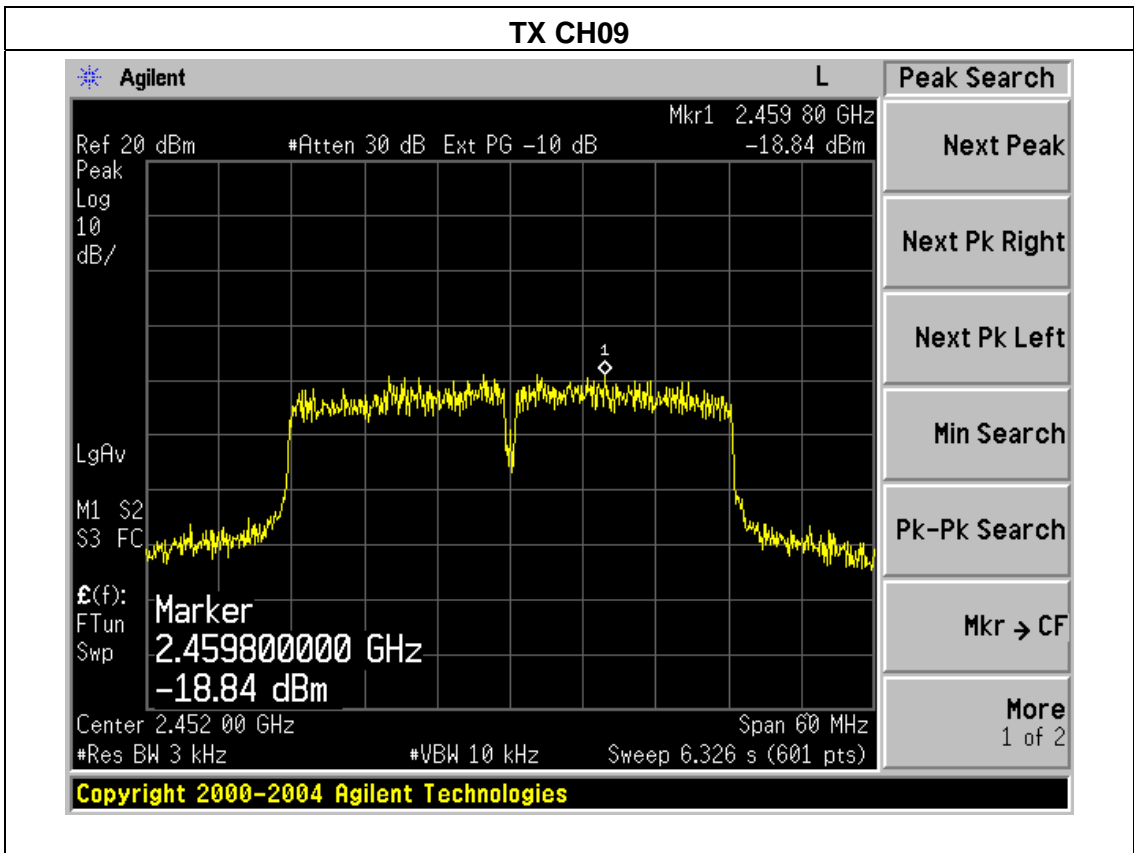 TX CH09
Agilent L Peak Search
Mkr1 2.459 80 GHz
Ref 20 dBm #Atten 30 dB Ext PG -10 dB -18.84 dBm
Peak
Log
10
dB/
1
LgAv
M1 S2
S3 FC
£(f):
FTun
Swp
Marker
2.459800000 GHz
-18.84 dBm
Center 2.452 00 GHz Span 60 MHz
#Res BW 3 kHz #VBW 10 kHz Sweep 6.326 s (601 pts)
Copyright 2000-2004 Agilent Technologies
Next Peak
Next Pk Right
Next Pk Left
Min Search
Pk-Pk Search
Mkr → CF
More
1 of 2